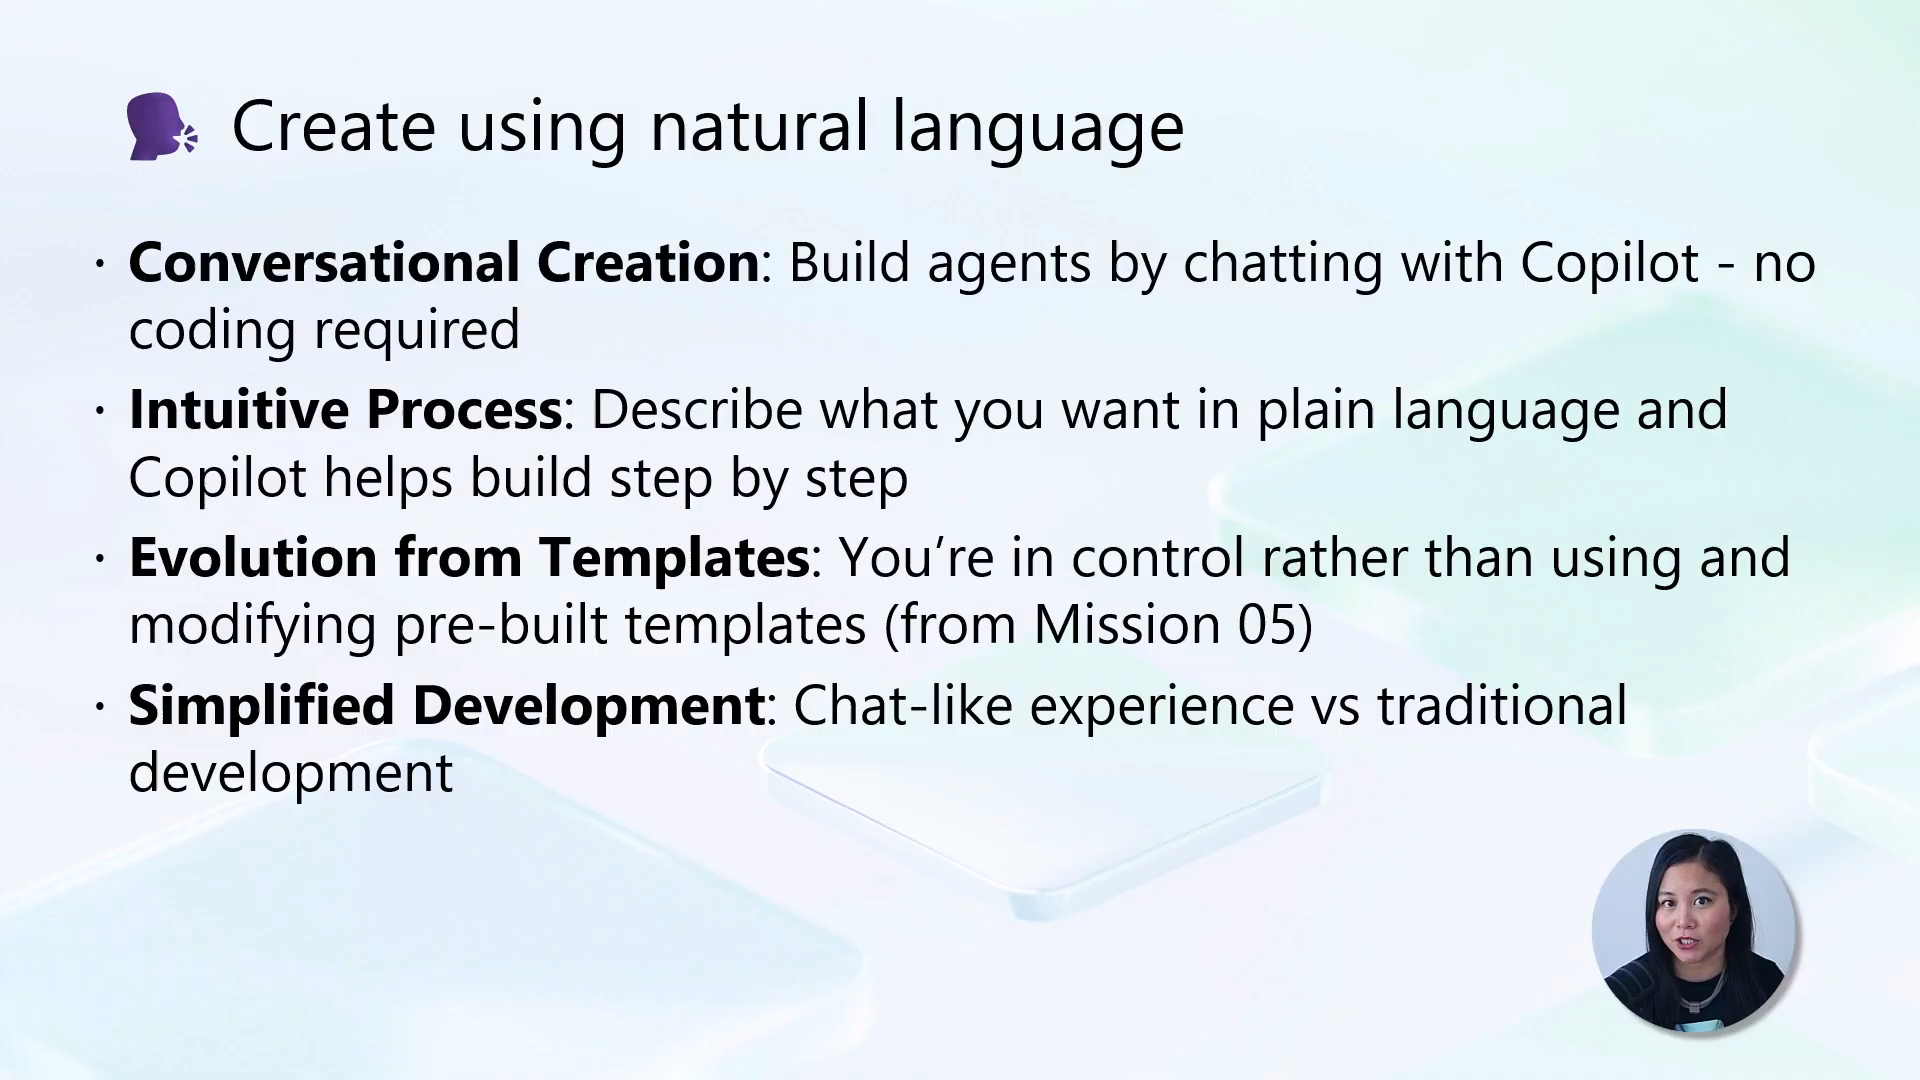 Create using natural language
· Conversational Creation: Build agents by chatting with Copilot - no
coding required
· Intuitive Process: Describe what you want in plain language and
Copilot helps build step by step
· Evolution from Templates: You’re in control rather than using and
modifying pre-built templates (from Mission 05)
· Simplified Development: Chat-like experience vs traditional
development